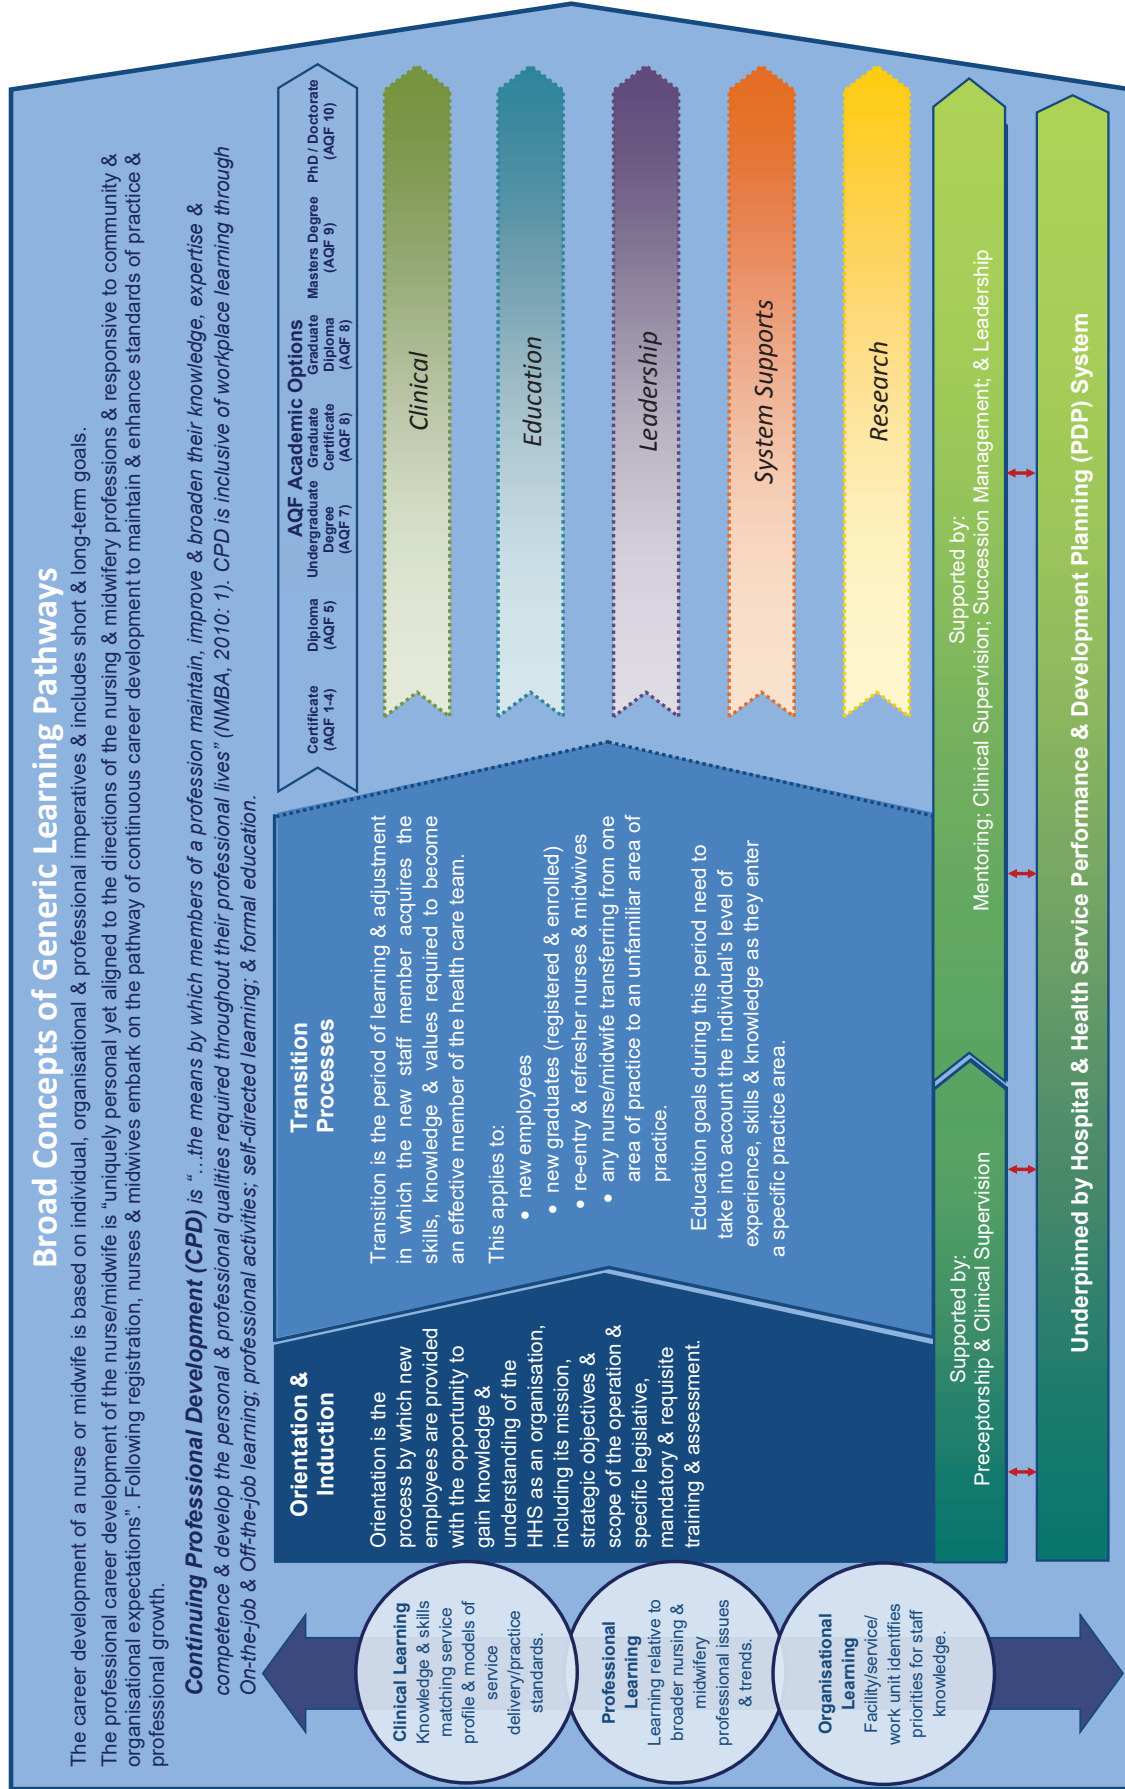 Broad Concepts of Generic Learning Pathways
The career development of a nurse or midwife is based on individual, organisational & professional imperatives & includes short & long-term goals.
The professional career development of the nurse/midwife is “uniquely personal yet aligned to the directions of the nursing & midwifery professions & responsive to community &
organisational expectations”. Following registration, nurses & midwives embark on the pathway of continuous career development to maintain & enhance standards of practice &
professional growth.
Continuing Professional Development (CPD) is “…the means by which members of a profession maintain, improve & broaden their knowledge, expertise &
competence & develop the personal & professional qualities required throughout their professional lives” (NMBA, 2010: 1). CPD is inclusive of workplace learning through
On-the-job & Off-the-job learning; professional activities; self-directed learning; & formal education.
Clinical Learning
Knowledge & skills
matching service
profile & models of
service
delivery/practice
standards.
Professional
Learning
Learning relative to
broader nursing &
midwifery
professional issues
& trends.
Organisational
Learning
Facility/service/
work unit identifies
priorities for staff
knowledge.
Orientation &
Induction
Orientation is the
process by which new
employees are provided
with the opportunity to
gain knowledge &
understanding of the
HHS as an organisation,
including its mission,
strategic objectives &
scope of the operation &
specific legislative,
mandatory & requisite
training & assessment.
Transition
Processes
Transition is the period of learning & adjustment
in which the new staff member acquires the
skills, knowledge & values required to become
an effective member of the health care team.
This applies to:
• new employees
• new graduates (registered & enrolled)
• re-entry & refresher nurses & midwives
• any nurse/midwife transferring from one
area of practice to an unfamiliar area of
practice.
Education goals during this period need to
take into account the individual’s level of
experience, skills & knowledge as they enter
a specific practice area.
AQF Academic Options
Certificate
(AQF 1-4)
Diploma
(AQF 5)
Undergraduate
Degree
(AQF 7)
Graduate
Certificate
(AQF 8)
Graduate
Diploma
(AQF 8)
Masters Degree
(AQF 9)
PhD / Doctorate
(AQF 10)
Clinical
Education
Leadership
System Supports
Research
Supported by:
Preceptorship & Clinical Supervision
Supported by:
Mentoring; Clinical Supervision; Succession Management; & Leadership
Underpinned by Hospital & Health Service Performance & Development Planning (PDP) System